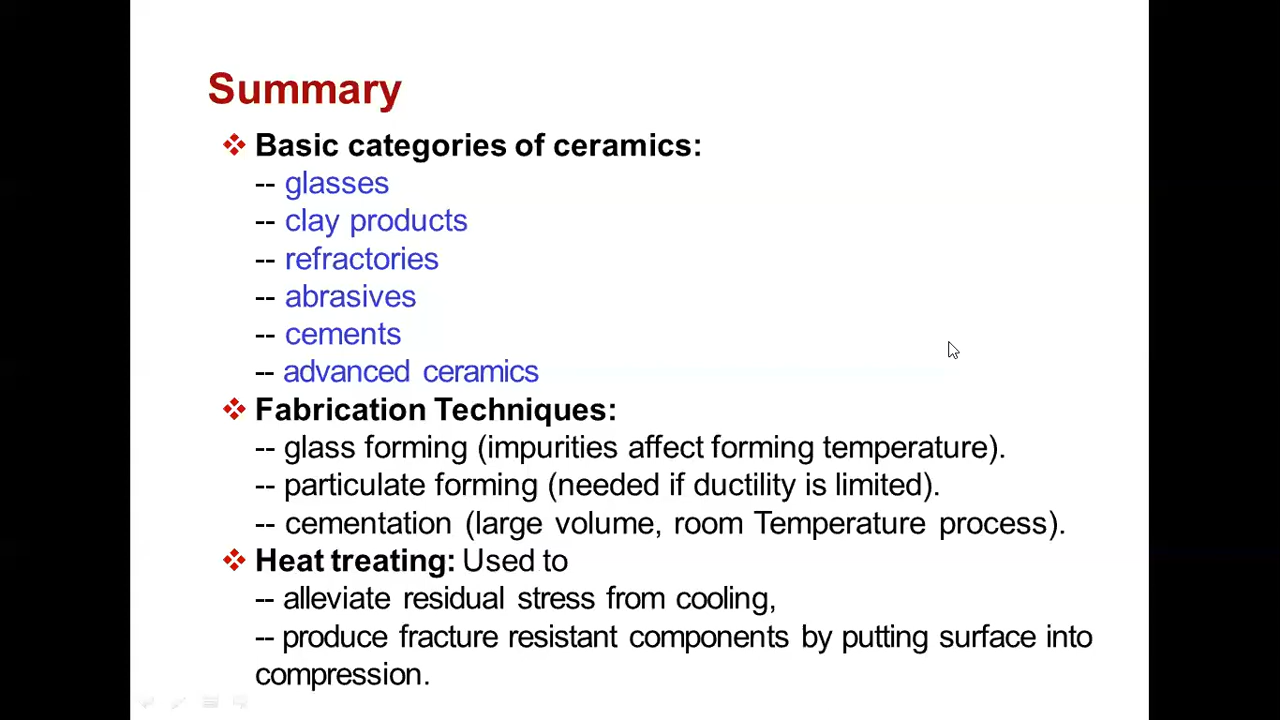 Summary
❖ Basic categories of ceramics:
-- glasses
-- clay products
-- refractories
-- abrasives
-- cements
-- advanced ceramics
❖ Fabrication Techniques:
-- glass forming (impurities affect forming temperature).
-- particulate forming (needed if ductility is limited).
-- cementation (large volume, room Temperature process).
❖ Heat treating: Used to
-- alleviate residual stress from cooling,
-- produce fracture resistant components by putting surface into
compression.